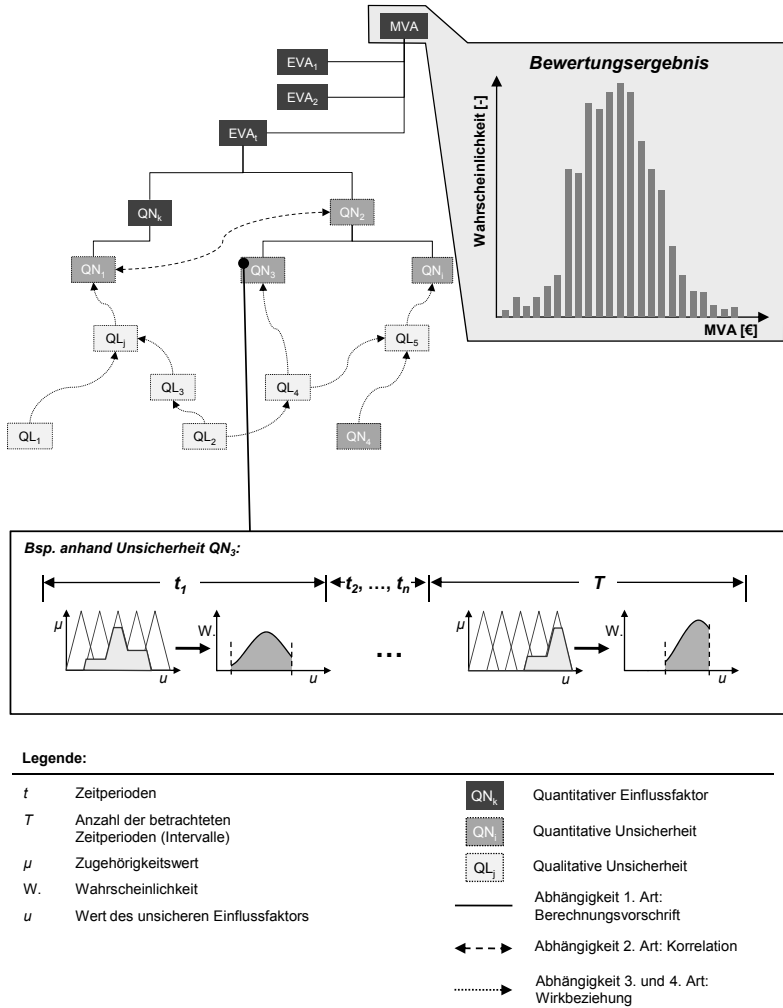 MVA
EVA1
EVA2
EVAt
QNk
QN2
QN1
QN3
QNi
QLj
QL5
QL3
QL4
QL1
QL2
QN4
Bewertungsergebnis
Wahrscheinlichkeit [-]
MVA [€]
Bsp. anhand Unsicherheit QN3:
t1
t2, …, tn
T
µ
u
W.
u
...
µ
u
W.
u
Legende:
t Zeitperioden
T Anzahl der betrachteten
Zeitperioden (Intervalle)
µ Zugehörigkeitswert
W. Wahrscheinlichkeit
u Wert des unsicheren Einflussfaktors
QNk Quantitativer Einflussfaktor
QNi Quantitative Unsicherheit
QLj Qualitative Unsicherheit
Abhängigkeit 1. Art:
Berechnungsvorschrift
Abhängigkeit 2. Art: Korrelation
Abhängigkeit 3. und 4. Art:
Wirkbeziehung